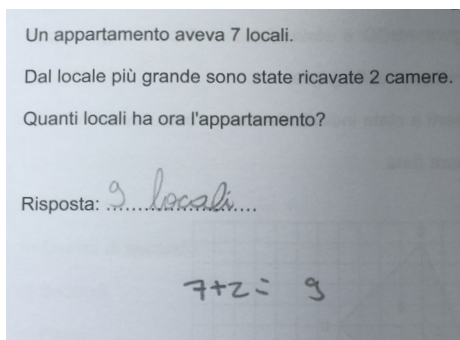 Un appartamento aveva 7 locali.
Dal locale più grande sono state ricavate 2 camere.
Quanti locali ha ora l'appartamento?
Risposta: 9 locali
7+2= 9